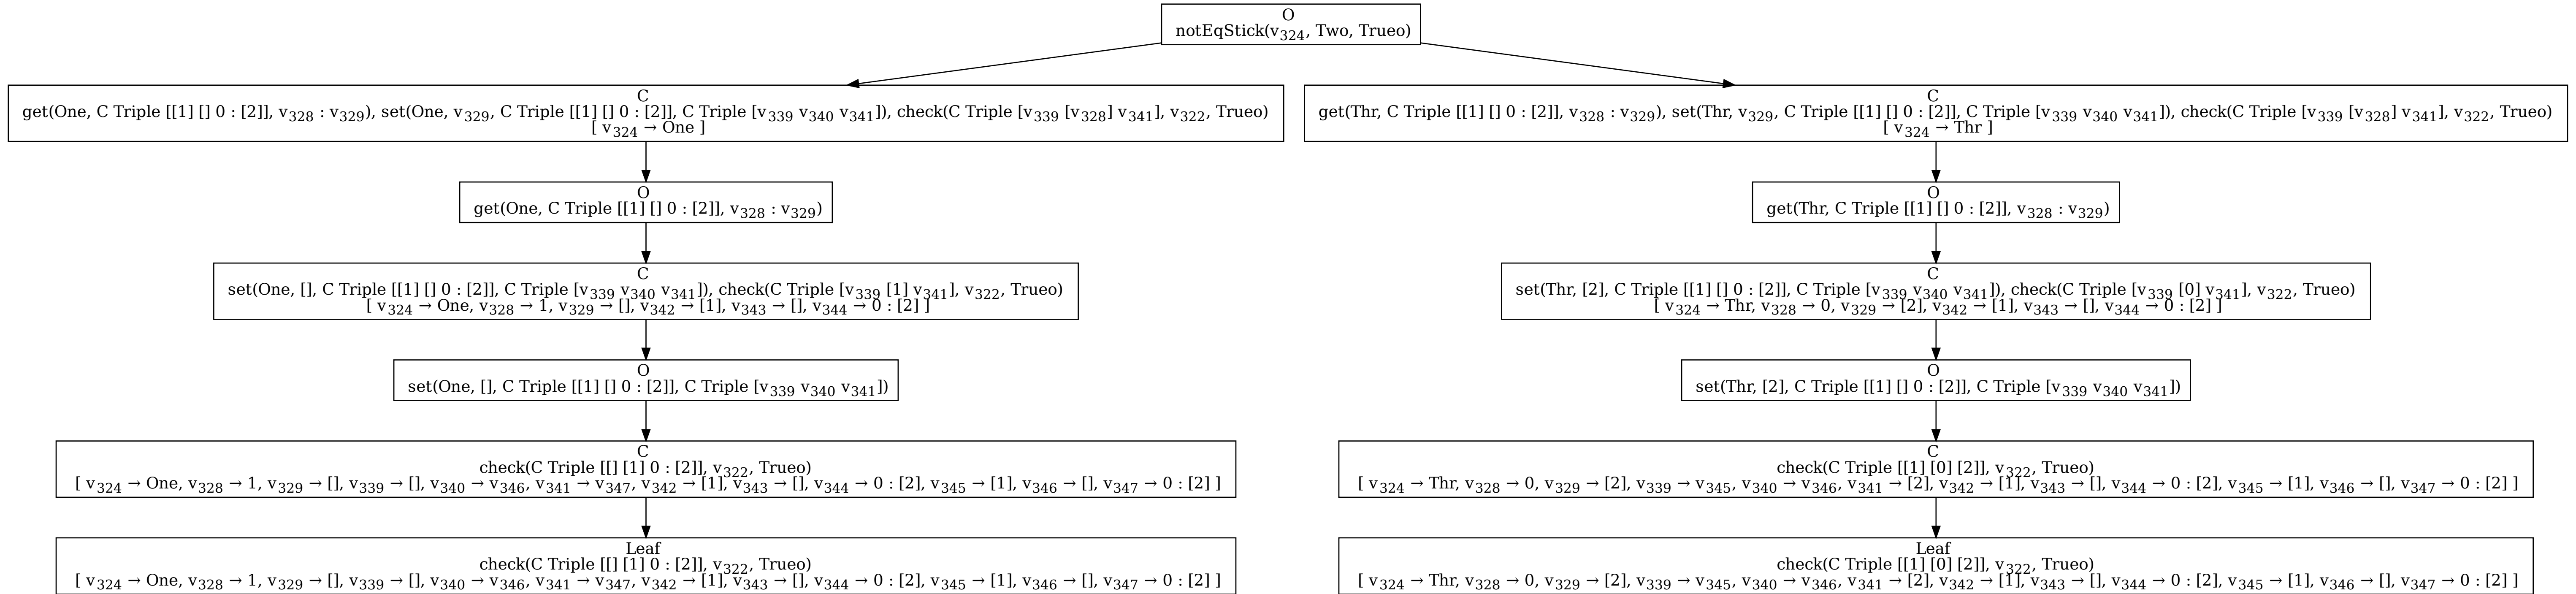 O
notEqStick(v324, Two, Trueo)
C
get(One, C Triple [[1] [] 0 : [2]], v328 : v329), set(One, v329, C Triple [[1] [] 0 : [2]], C Triple [v339 v340 v341]), check(C Triple [v339 [v328] v341], v322, Trueo)
[ v324 → One ]
C
get(Thr, C Triple [[1] [] 0 : [2]], v328 : v329), set(Thr, v329, C Triple [[1] [] 0 : [2]], C Triple [v339 v340 v341]), check(C Triple [v339 [v328] v341], v322, Trueo)
[ v324 → Thr ]
O
get(One, C Triple [[1] [] 0 : [2]], v328 : v329)
O
get(Thr, C Triple [[1] [] 0 : [2]], v328 : v329)
C
set(One, [], C Triple [[1] [] 0 : [2]], C Triple [v339 v340 v341]), check(C Triple [v339 [1] v341], v322, Trueo)
[ v324 → One, v328 → 1, v329 → [], v342 → [1], v343 → [], v344 → 0 : [2] ]
C
set(Thr, [2], C Triple [[1] [] 0 : [2]], C Triple [v339 v340 v341]), check(C Triple [v339 [0] v341], v322, Trueo)
[ v324 → Thr, v328 → 0, v329 → [2], v342 → [1], v343 → [], v344 → 0 : [2] ]
O
set(One, [], C Triple [[1] [] 0 : [2]], C Triple [v339 v340 v341])
O
set(Thr, [2], C Triple [[1] [] 0 : [2]], C Triple [v339 v340 v341])
C
check(C Triple [[] [1] 0 : [2]], v322, Trueo)
[ v324 → One, v328 → 1, v329 → [], v339 → [], v340 → v346, v341 → v347, v342 → [1], v343 → [], v344 → 0 : [2], v345 → [1], v346 → [], v347 → 0 : [2] ]
C
check(C Triple [[1] [0] [2]], v322, Trueo)
[ v324 → Thr, v328 → 0, v329 → [2], v339 → v345, v340 → v346, v341 → [2], v342 → [1], v343 → [], v344 → 0 : [2], v345 → [1], v346 → [], v347 → 0 : [2] ]
Leaf
check(C Triple [[] [1] 0 : [2]], v322, Trueo)
[ v324 → One, v328 → 1, v329 → [], v339 → [], v340 → v346, v341 → v347, v342 → [1], v343 → [], v344 → 0 : [2], v345 → [1], v346 → [], v347 → 0 : [2] ]
Leaf
check(C Triple [[1] [0] [2]], v322, Trueo)
[ v324 → Thr, v328 → 0, v329 → [2], v339 → v345, v340 → v346, v341 → [2], v342 → [1], v343 → [], v344 → 0 : [2], v345 → [1], v346 → [], v347 → 0 : [2] ]